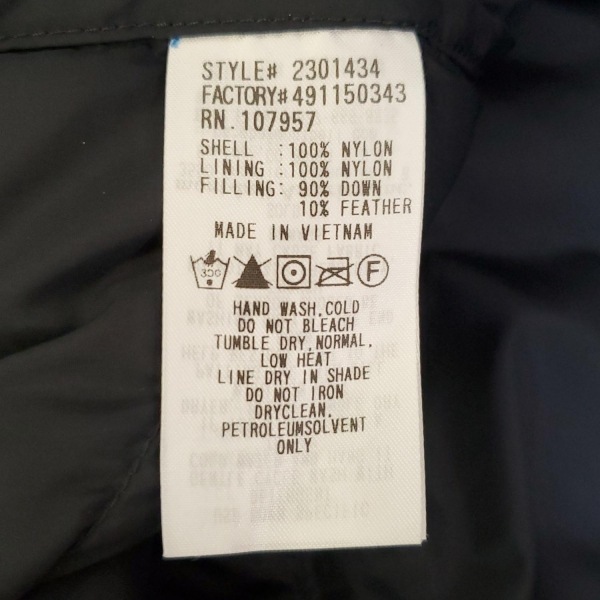 STYLE# 2301434
FACTORY#491150343
RN.107957
SHELL :100% NYLON
LINING :100% NYLON
FILLING: 90% DOWN
10% FEATHER
MADE IN VIETNAM
30C F
HAND WASH,COLD
DO NOT BLEACH
TUMBLE DRY,NORMAL,
LOW HEAT
LINE DRY IN SHADE
DO NOT IRON
DRYCLEAN,
PETROLEUMSOLVENT
ONLY